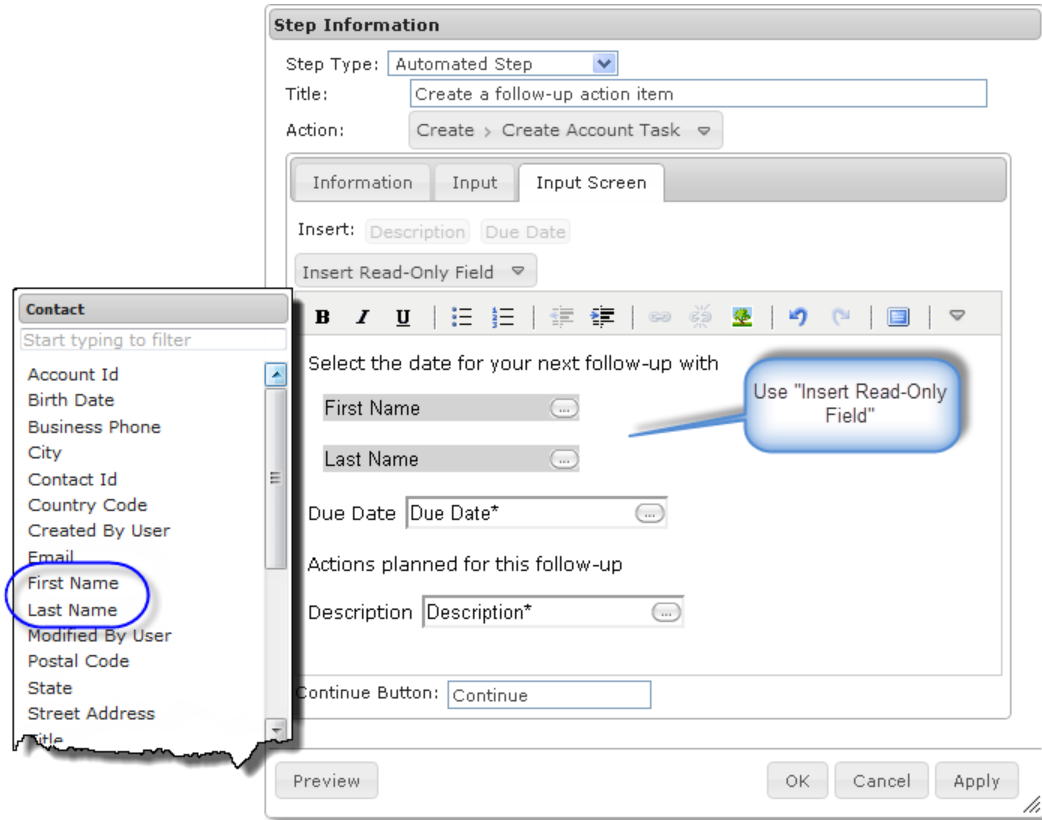 Step Information
Step Type: Automated Step
Title: Create a follow-up action item
Action: Create > Create Account Task
Information Input Input Screen
Insert: Description Due Date
Insert Read-Only Field
B I U
Select the date for your next follow-up with
First Name ...
Last Name ...
Due Date Due Date* ...
Actions planned for this follow-up
Description Description* ...
Continue Button: Continue
Preview OK Cancel Apply
Use "Insert Read-Only
Field"
Contact
Start typing to filter
Account Id
Birth Date
Business Phone
City
Contact Id
Country Code
Created By User
Email
First Name
Last Name
Modified By User
Postal Code
State
Street Address
Title